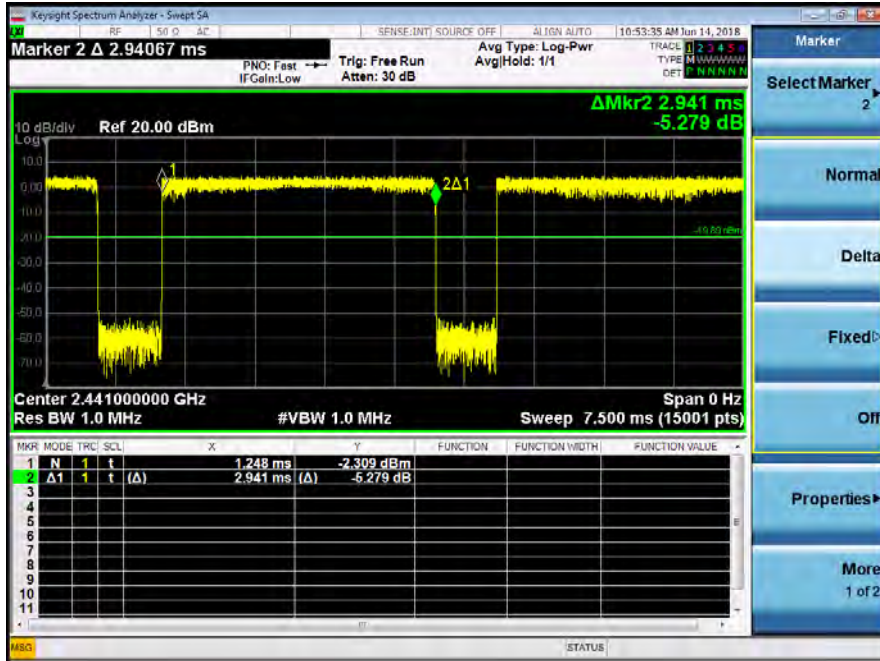 Keysight Spectrum Analyzer - Swept SA
LXI RF 50 Ω AC SENSE:INT SOURCE OFF ALIGN AUTO 10:53:35 AM Jun 14, 2018
Marker 2 Δ 2.94067 ms
PNO: Fast
IFGain:Low
Trig: Free Run
Atten: 30 dB
Avg Type: Log-Pwr
Avg|Hold: 1/1
TRACE 1 2 3 4 5 6
TYPE M WWWWW
DET P N N N N N
ΔMkr2 2.941 ms
-5.279 dB
10 dB/div Ref 20.00 dBm
Log
10.0
0.00
-10.0
-20.0
-30.0
-40.0
-50.0
-60.0
-70.0
1
2Δ1
Center 2.441000000 GHz Span 0 Hz
Res BW 1.0 MHz #VBW 1.0 MHz Sweep 7.500 ms (15001 pts)
MKR MODE TRC SCL X Y FUNCTION FUNCTION WIDTH FUNCTION VALUE
1 N 1 t 1.248 ms -2.309 dBm
2 Δ1 1 t (Δ) 2.941 ms (Δ) -5.279 dB
3
4
5
6
7
8
9
10
11
MSG STATUS
Marker
Select Marker
2
Normal
Delta
Fixed
Off
Properties
More
1 of 2